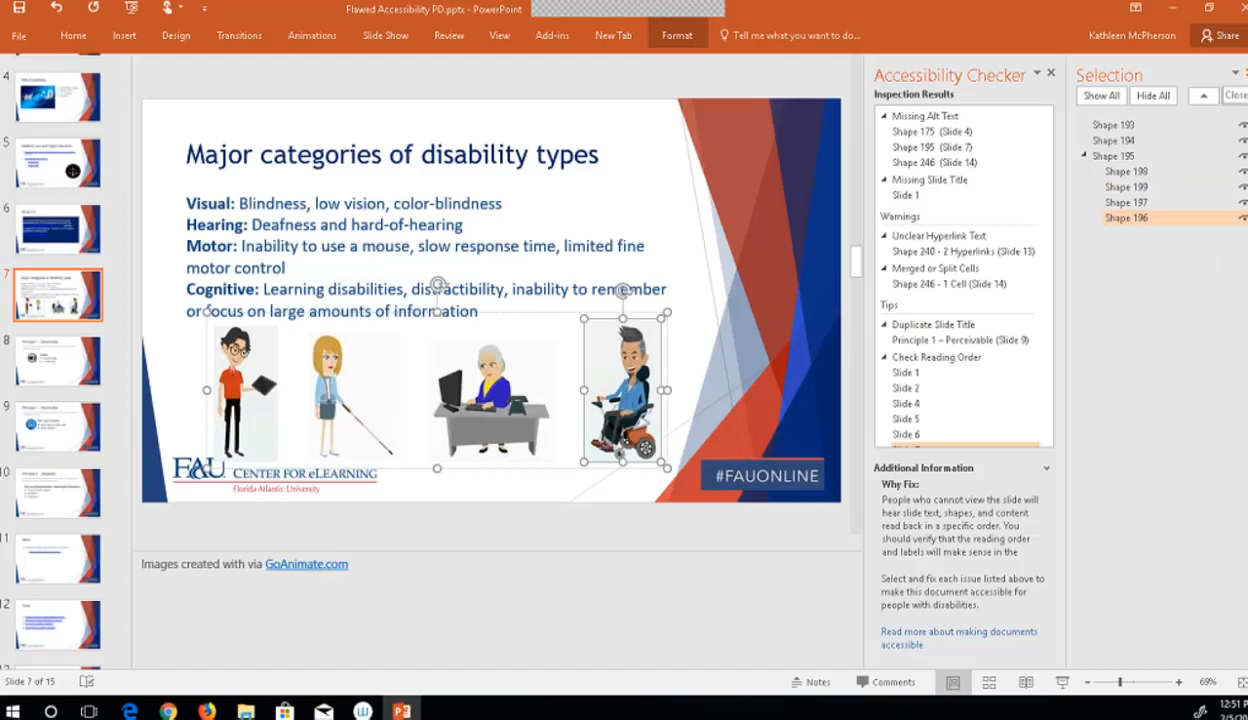 Flawed Accessibility PD.pptx - PowerPoint
File Home Insert Design Transitions Animations Slide Show Review View Add-ins New Tab Format Tell me what you want to do... Kathleen McPherson Share
4
5
6
7
8
9
10
11
12
Major categories of disability types
Visual: Blindness, low vision, color-blindness
Hearing: Deafness and hard-of-hearing
Motor: Inability to use a mouse, slow response time, limited fine
motor control
Cognitive: Learning disabilities, distractibility, inability to remember
or focus on large amounts of information
FAU CENTER for eLEARNING
Florida Atlantic University
#FAUONLINE
Images created with via GoAnimate.com
Accessibility Checker
Inspection Results
Missing Alt Text
Shape 175 (Slide 4)
Shape 195 (Slide 7)
Shape 246 (Slide 14)
Missing Slide Title
Slide 1
Warnings
Unclear Hyperlink Text
Shape 240 - 2 Hyperlinks (Slide 13)
Merged or Split Cells
Shape 246 - 1 Cell (Slide 14)
Tips
Duplicate Slide Title
Principle 1 – Perceivable (Slide 9)
Check Reading Order
Slide 1
Slide 2
Slide 4
Slide 5
Slide 6
Additional Information
Why Fix:
People who cannot view the slide will
hear slide text, shapes, and content
read back in a specific order. You
should verify that the reading order
and labels will make sense in the
Select and fix each issue listed above to
make this document accessible for
people with disabilities.
Read more about making documents
accessible
Selection
Show All Hide All
Shape 193
Shape 194
Shape 195
Shape 198
Shape 199
Shape 197
Shape 196
Slide 7 of 15 Notes Comments 69%
12:51